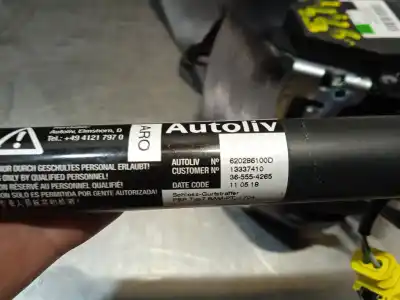 Autoliv, Elmshorn, D
Tel.: +49 4121 797 0
ARO
Autoliv
DURCH GESCHULTES PERSONAL ERLAUBT!
ONLY BY QUALIFIED PERSONNEL!
RÉSERVÉ AU PERSONNEL QUALIFIÉ!
SOLO ES PERMITIDA POR GENTE AUTORIZADA!
AUTOLIV Nº 620286100D
CUSTOMER Nº 13337410
36-555-4265
DATE CODE 11 05 18
Schloss-Gurtstraffer